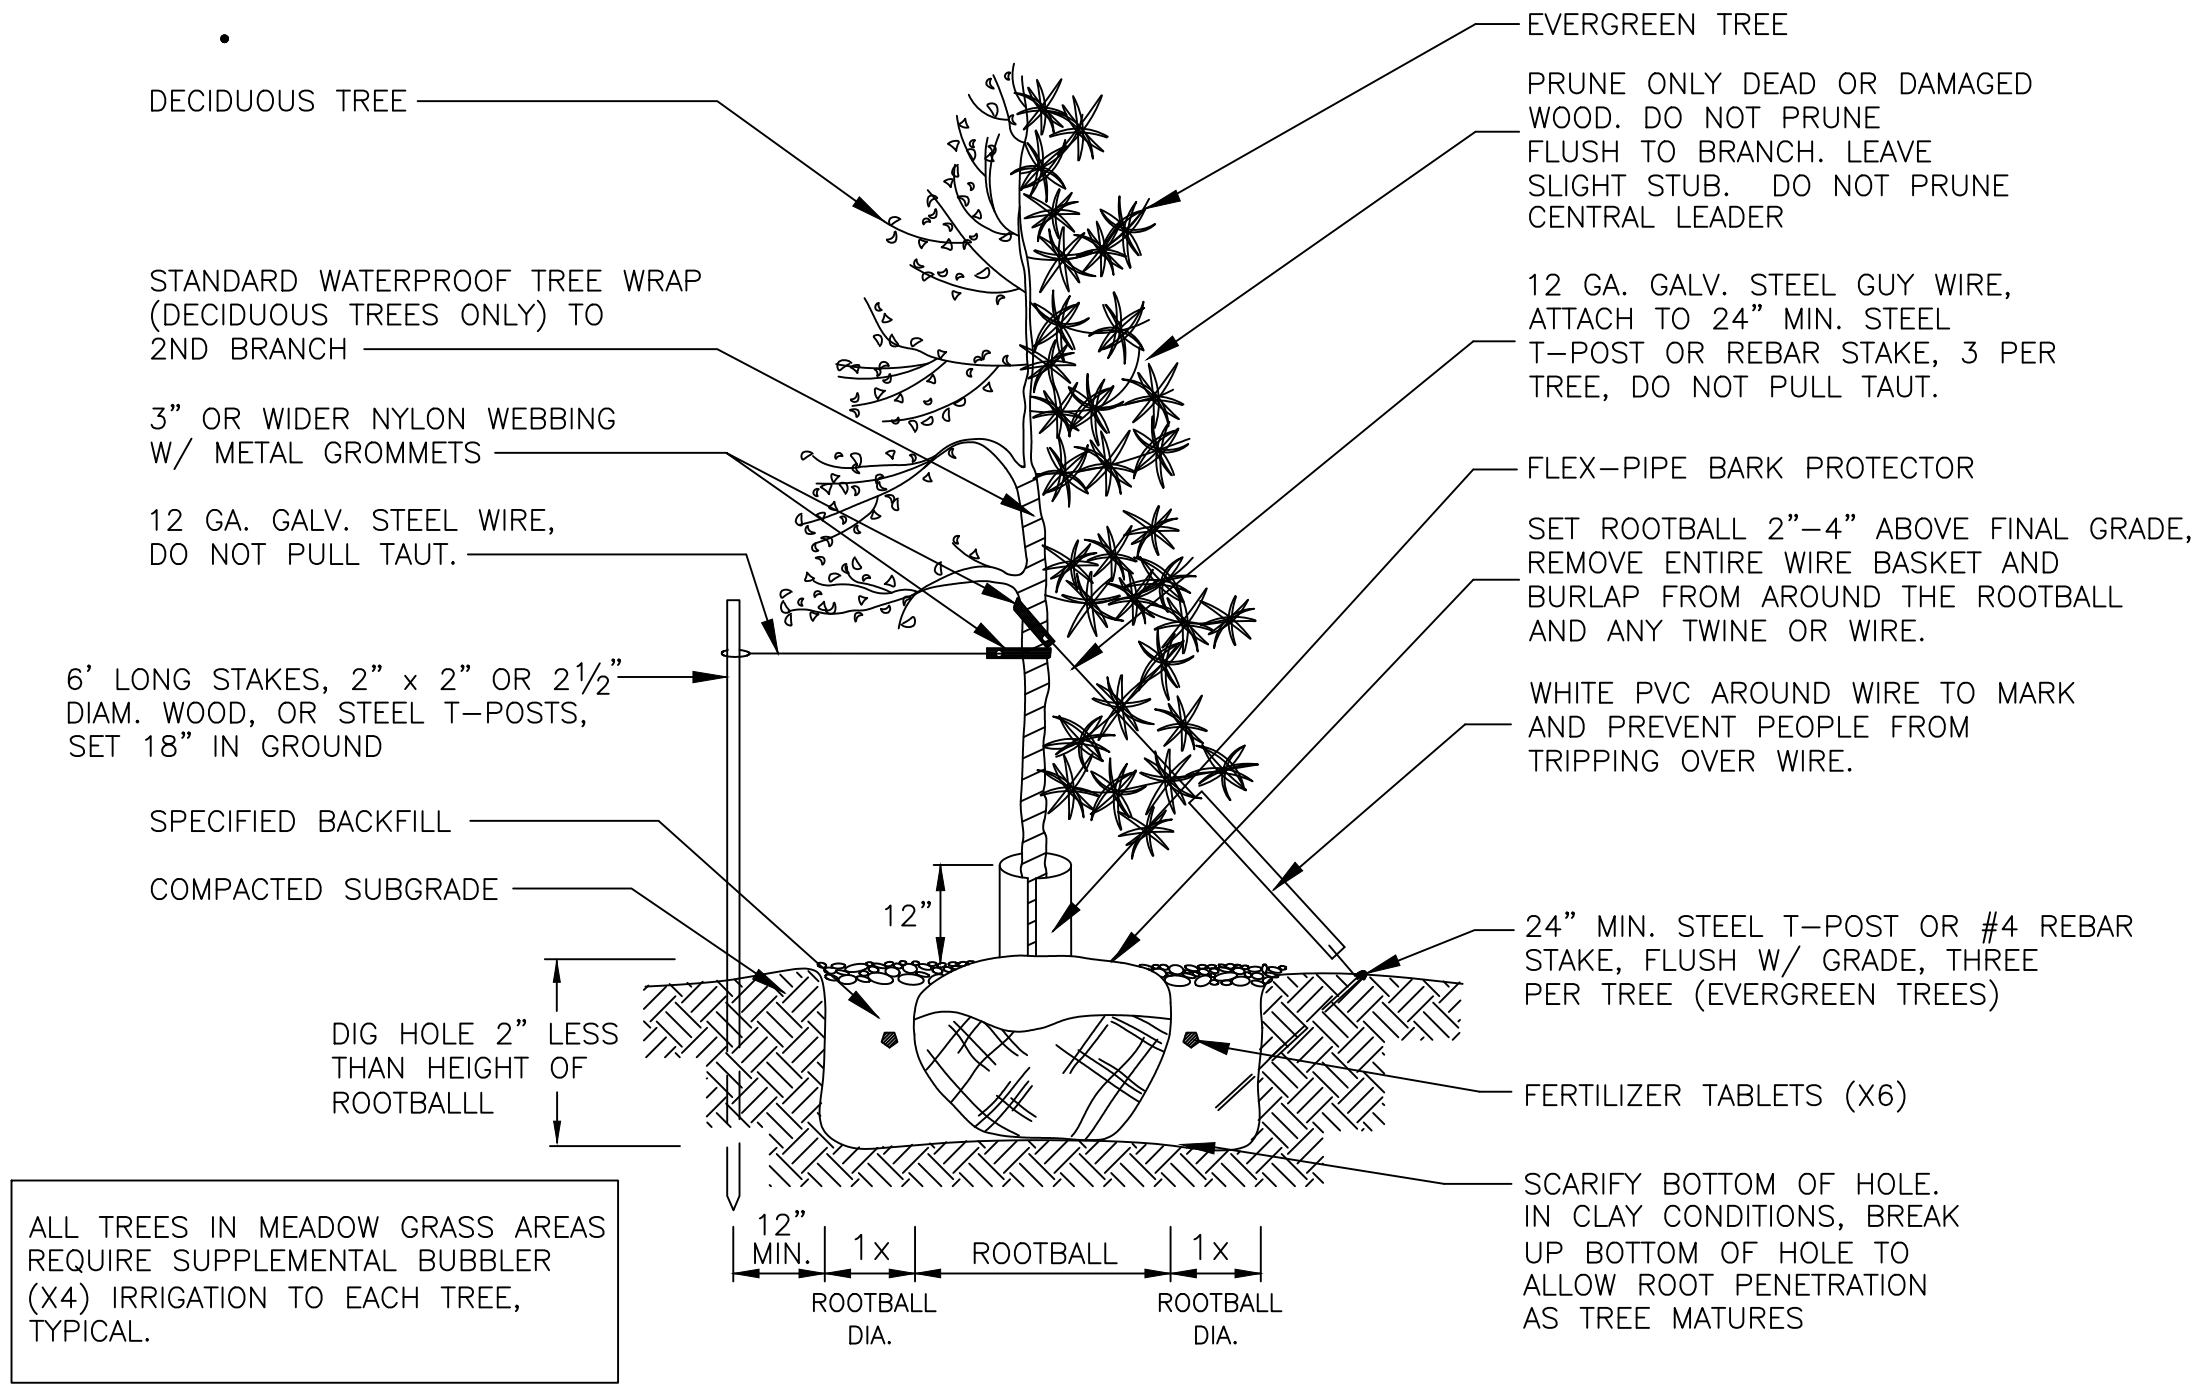 DECIDUOUS TREE
STANDARD WATERPROOF TREE WRAP
(DECIDUOUS TREES ONLY) TO
2ND BRANCH
3” OR WIDER NYLON WEBBING
W/ METAL GROMMETS
12 GA. GALV. STEEL WIRE,
DO NOT PULL TAUT.
6’ LONG STAKES, 2” x 2” OR 2½”
DIAM. WOOD, OR STEEL T–POSTS,
SET 18” IN GROUND
SPECIFIED BACKFILL
COMPACTED SUBGRADE
12”
DIG HOLE 2” LESS
THAN HEIGHT OF
ROOTBALLL
ALL TREES IN MEADOW GRASS AREAS
REQUIRE SUPPLEMENTAL BUBBLER
(X4) IRRIGATION TO EACH TREE,
TYPICAL.
12”
MIN.
1x
ROOTBALL
DIA.
ROOTBALL
1x
ROOTBALL
DIA.
EVERGREEN TREE
PRUNE ONLY DEAD OR DAMAGED
WOOD. DO NOT PRUNE
FLUSH TO BRANCH. LEAVE
SLIGHT STUB. DO NOT PRUNE
CENTRAL LEADER
12 GA. GALV. STEEL GUY WIRE,
ATTACH TO 24” MIN. STEEL
T–POST OR REBAR STAKE, 3 PER
TREE, DO NOT PULL TAUT.
FLEX–PIPE BARK PROTECTOR
SET ROOTBALL 2”–4” ABOVE FINAL GRADE,
REMOVE ENTIRE WIRE BASKET AND
BURLAP FROM AROUND THE ROOTBALL
AND ANY TWINE OR WIRE.
WHITE PVC AROUND WIRE TO MARK
AND PREVENT PEOPLE FROM
TRIPPING OVER WIRE.
24” MIN. STEEL T–POST OR #4 REBAR
STAKE, FLUSH W/ GRADE, THREE
PER TREE (EVERGREEN TREES)
FERTILIZER TABLETS (X6)
SCARIFY BOTTOM OF HOLE.
IN CLAY CONDITIONS, BREAK
UP BOTTOM OF HOLE TO
ALLOW ROOT PENETRATION
AS TREE MATURES